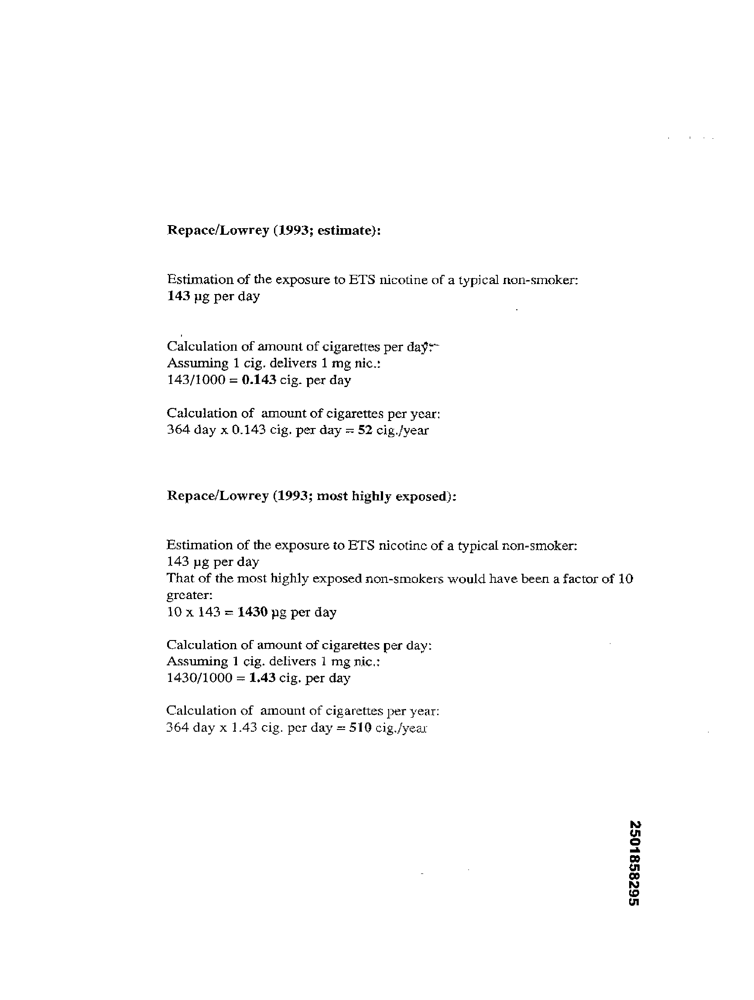 Repace/Lowrey (1993; estimate):
Estimation of the exposure to ETS nicotine of a typical non-smoker:
143 µg per day
Calculation of amount of cigarettes per day:
Assuming 1 cig. delivers 1 mg nic.:
143/1000 = 0.143 cig. per day
Calculation of amount of cigarettes per year:
364 day x 0.143 cig. per day = 52 cig./year
Repace/Lowrey (1993; most highly exposed):
Estimation of the exposure to ETS nicotine of a typical non-smoker:
143 µg per day
That of the most highly exposed non-smokers would have been a factor of 10
greater:
10 x 143 = 1430 µg per day
Calculation of amount of cigarettes per day:
Assuming 1 cig. delivers 1 mg nic.:
1430/1000 = 1.43 cig. per day
Calculation of amount of cigarettes per year:
364 day x 1.43 cig. per day = 510 cig./year
2501858295